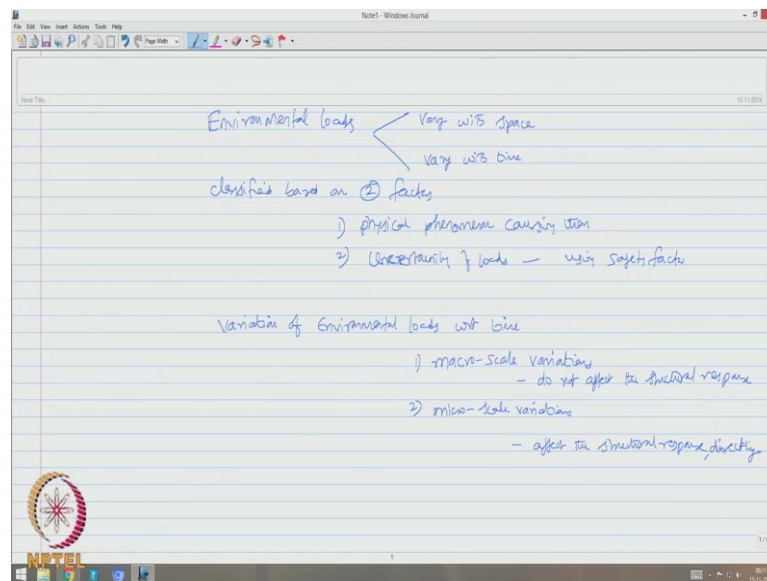 Note1 - Windows Journal
File Edit View Insert Actions Tools Help
Page Width
Note Title
15-11-2016
Environmental loads
vary with space
vary with time
classified based on 2 factors
1) physical phenomenon causing them
2) Uncertainity of loads — using safety factor
Variation of Environmental loads wrt time
1) macro-scale variations
- do not affect the structural response
2) micro-scale variations
- affect the structural response, directly
NPTEL
1